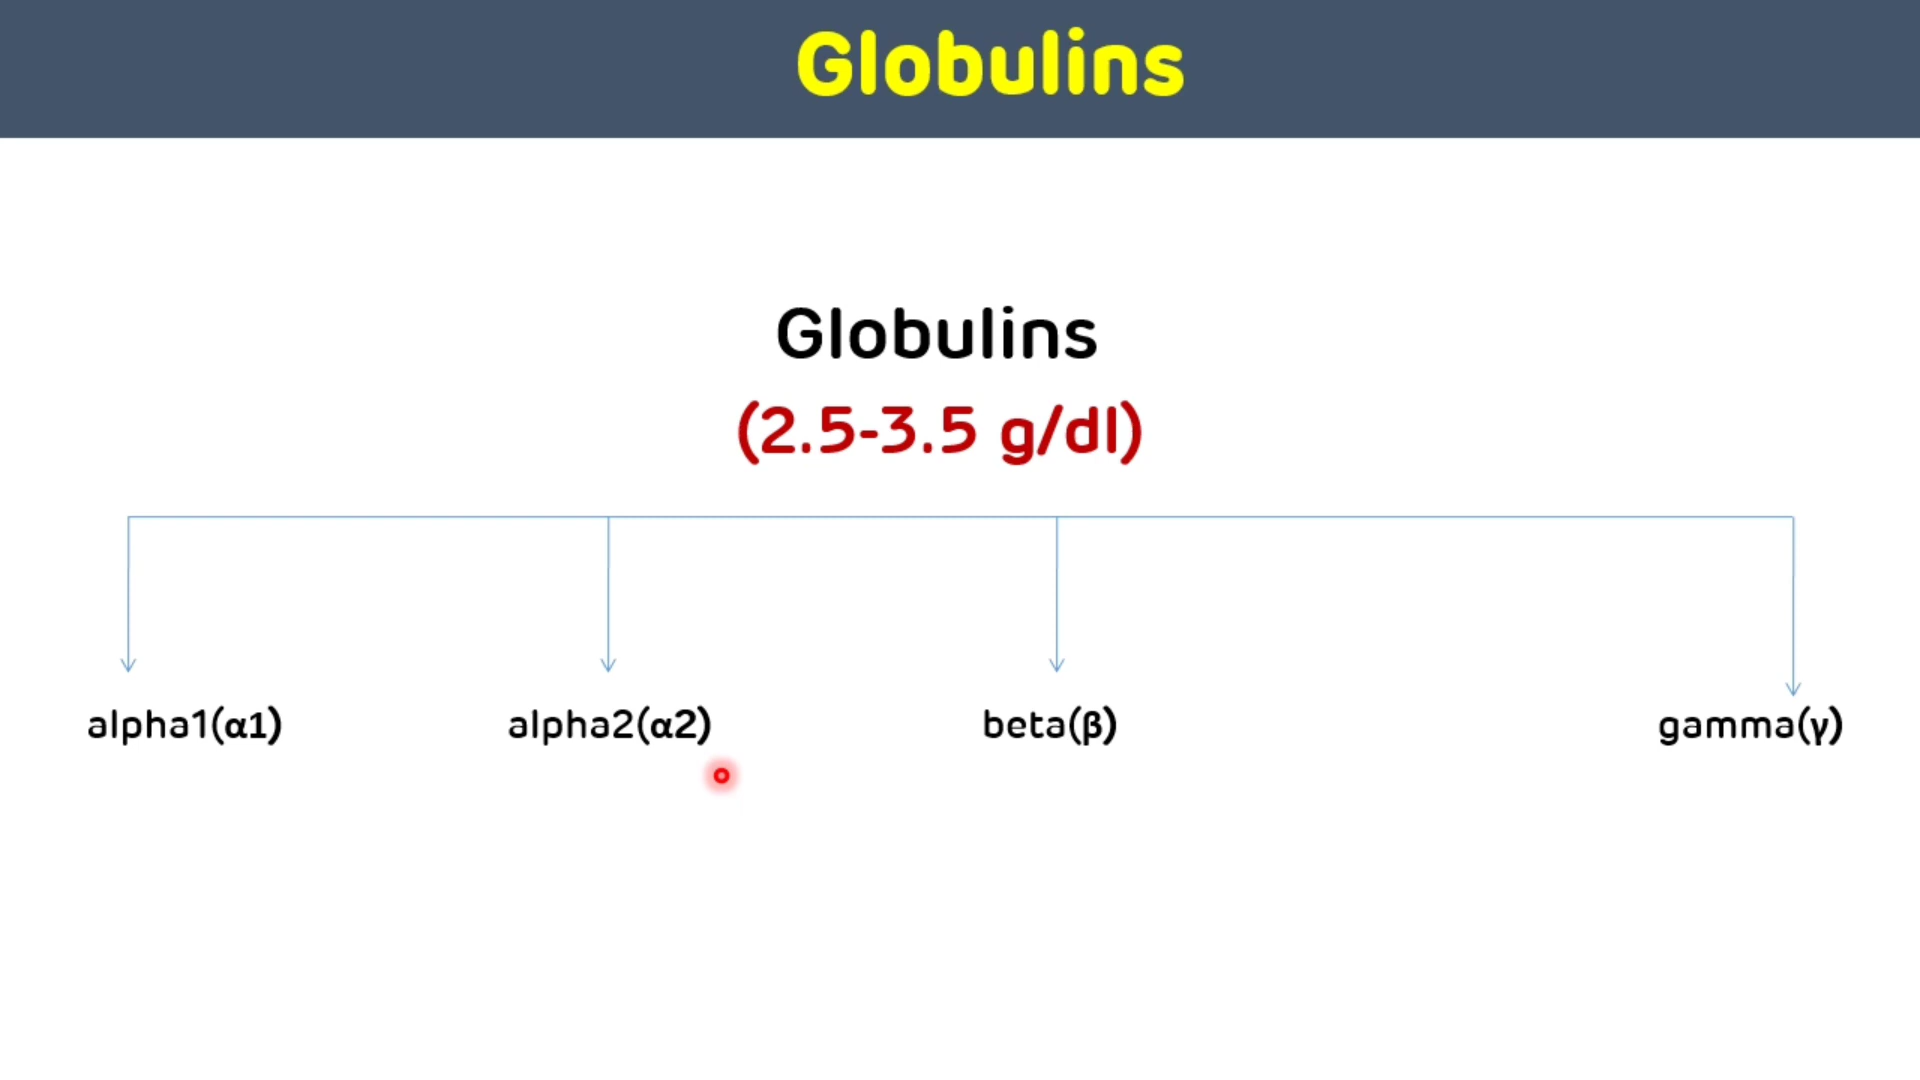 Globulins
Globulins
(2.5-3.5 g/dl)
alpha1(α1) alpha2(α2) beta(β) gamma(γ)